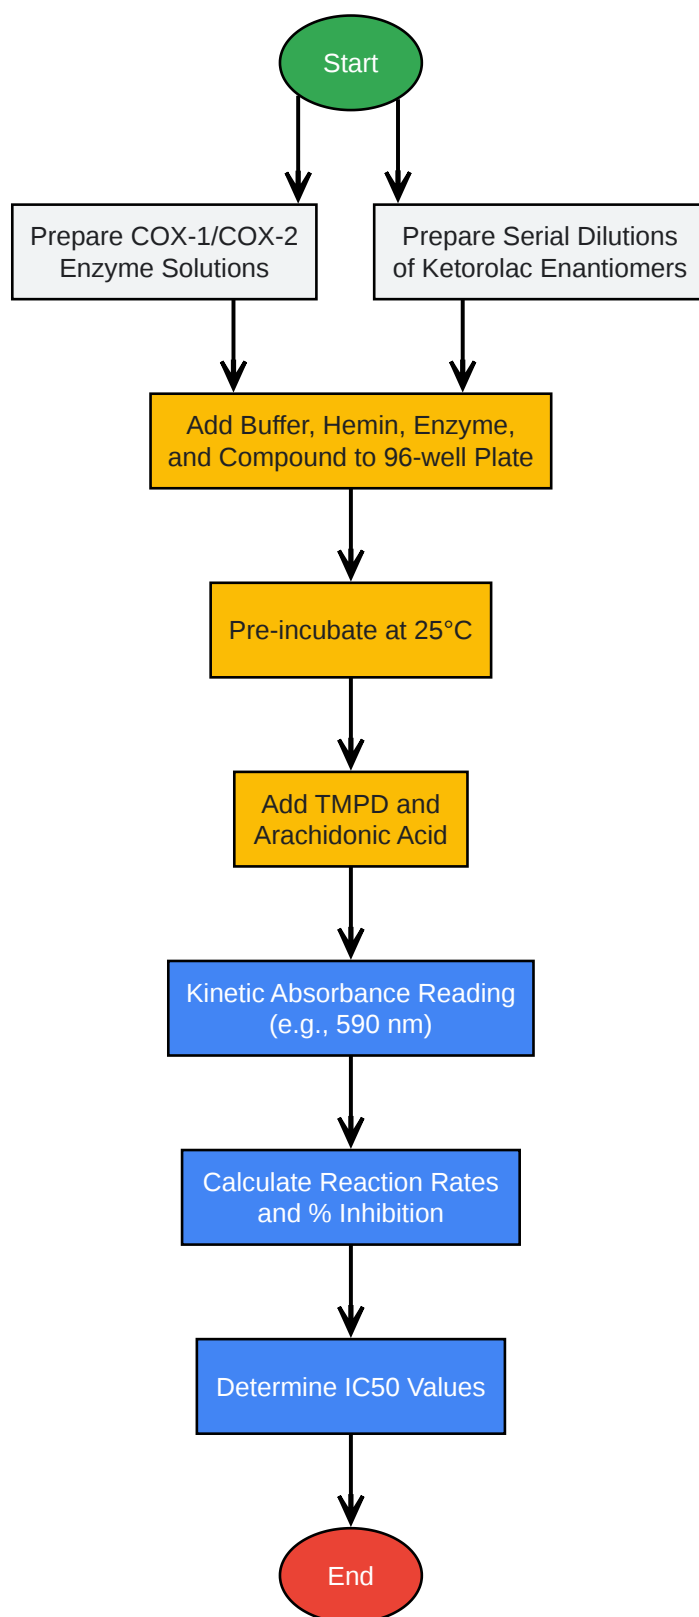 Start
Prepare COX-1/COX-2
Enzyme Solutions
Prepare Serial Dilutions
of Ketorolac Enantiomers
Add Buffer, Hemin, Enzyme,
and Compound to 96-well Plate
Pre-incubate at 25°C
Add TMPD and
Arachidonic Acid
Kinetic Absorbance Reading
(e.g., 590 nm)
Calculate Reaction Rates
and % Inhibition
Determine IC50 Values
End